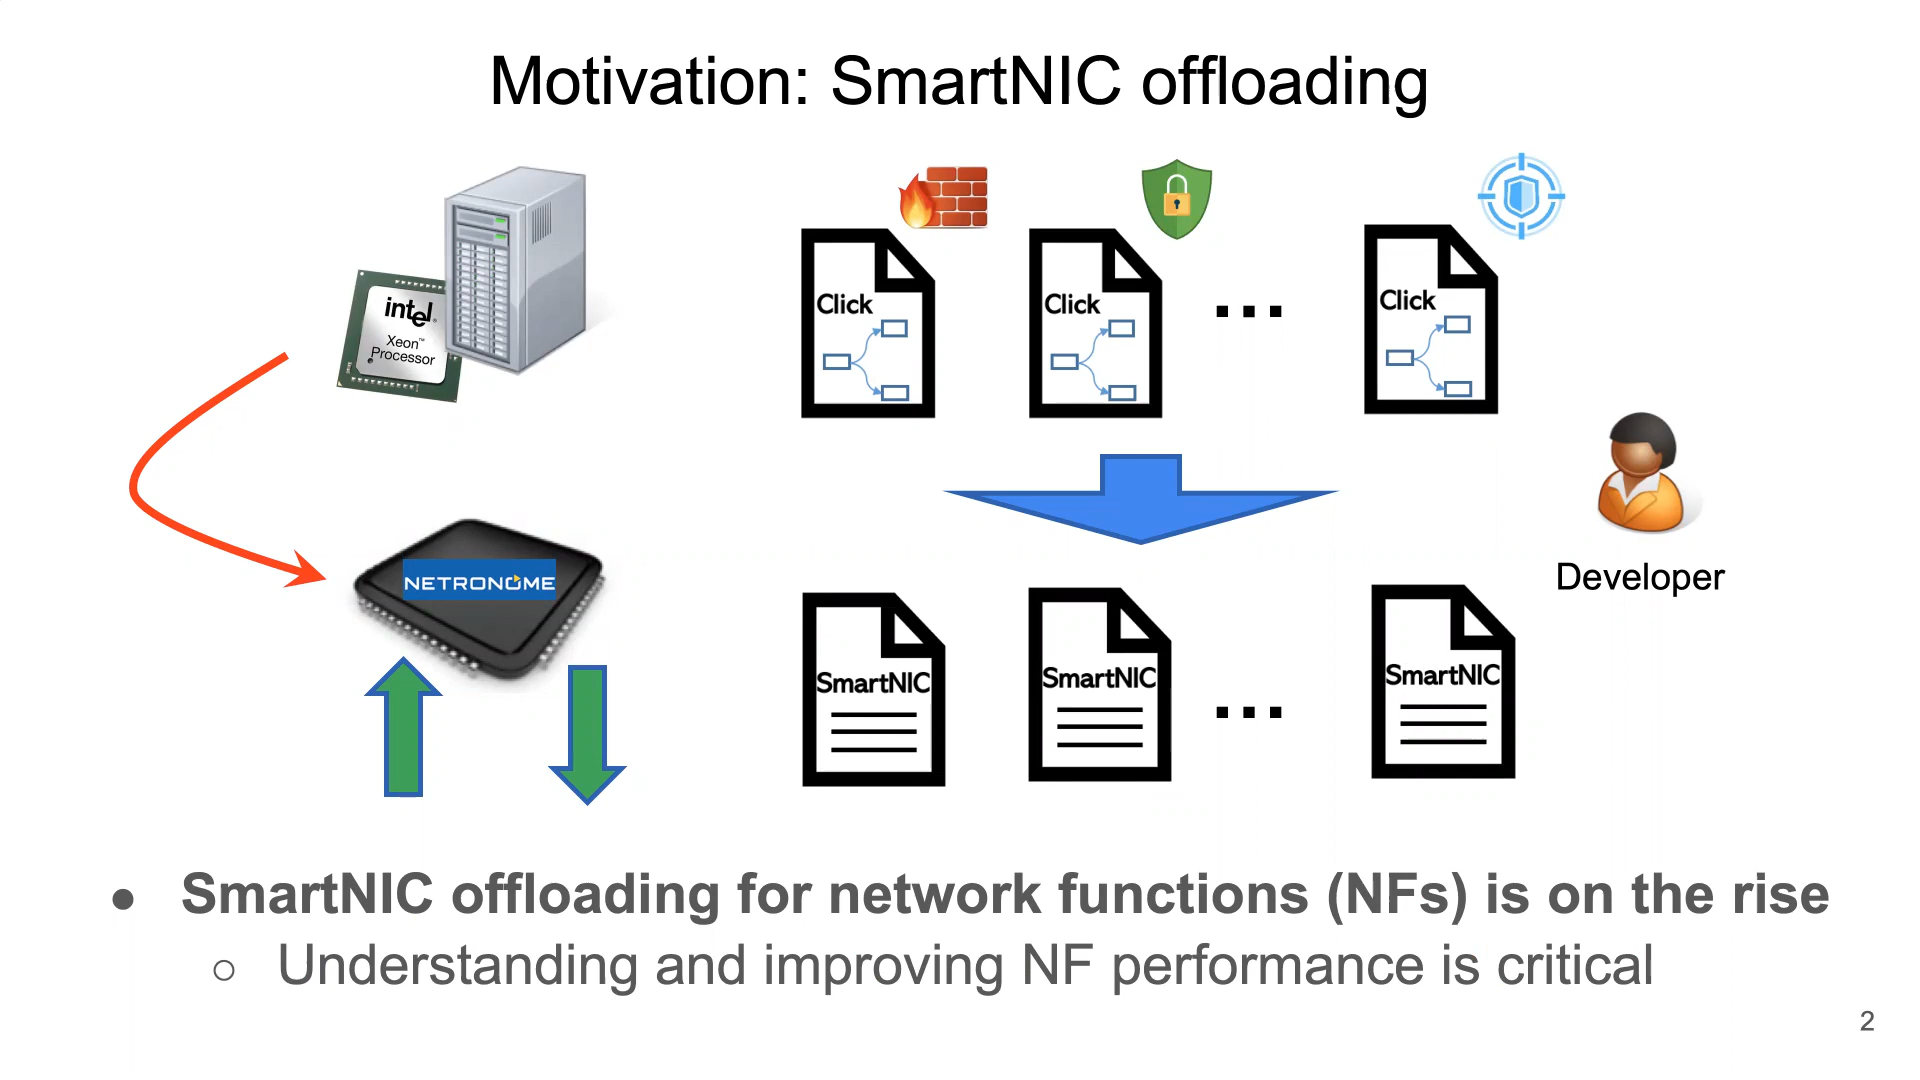 Motivation: SmartNIC offloading
intel
Xeon™
Processor
Click
Click
...
Click
NETRONOME
Developer
SmartNIC
SmartNIC
...
SmartNIC
● SmartNIC offloading for network functions (NFs) is on the rise
○ Understanding and improving NF performance is critical
2